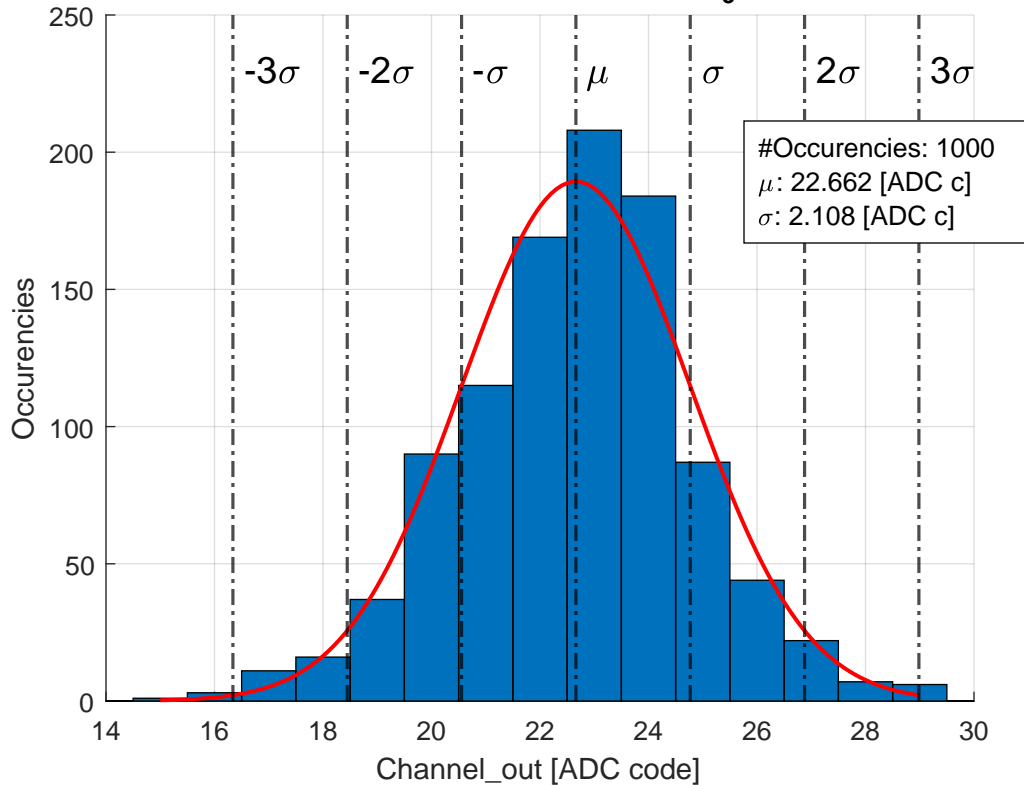 250
200
150
100
50
0
Occurencies
-3σ -2σ -σ μ σ 2σ 3σ
#Occurencies: 1000
μ: 22.662 [ADC c]
σ: 2.108 [ADC c]
14 16 18 20 22 24 26 28 30
Channel_out [ADC code]